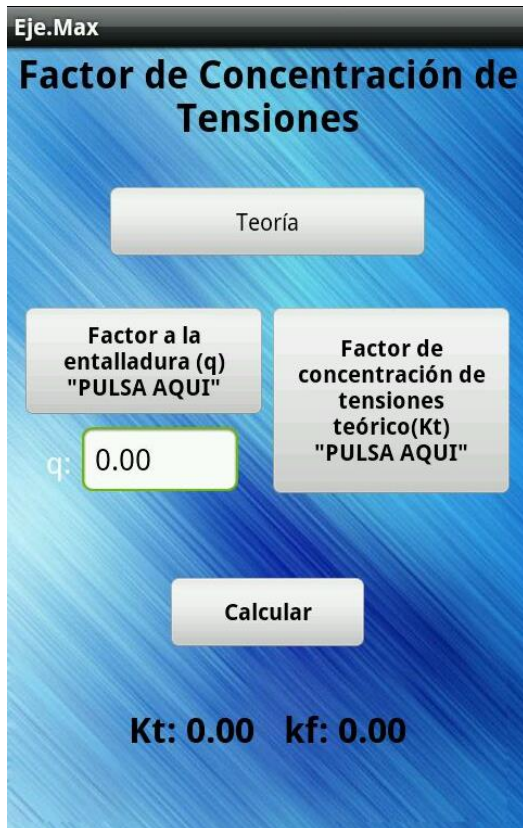 Eje.Max
Factor de Concentración de
Tensiones
Teoría
Factor a la
entalladura (q)
"PULSA AQUI"
Factor de
concentración de
tensiones
teórico(Kt)
"PULSA AQUI"
q: 0.00
Calcular
Kt: 0.00 kf: 0.00